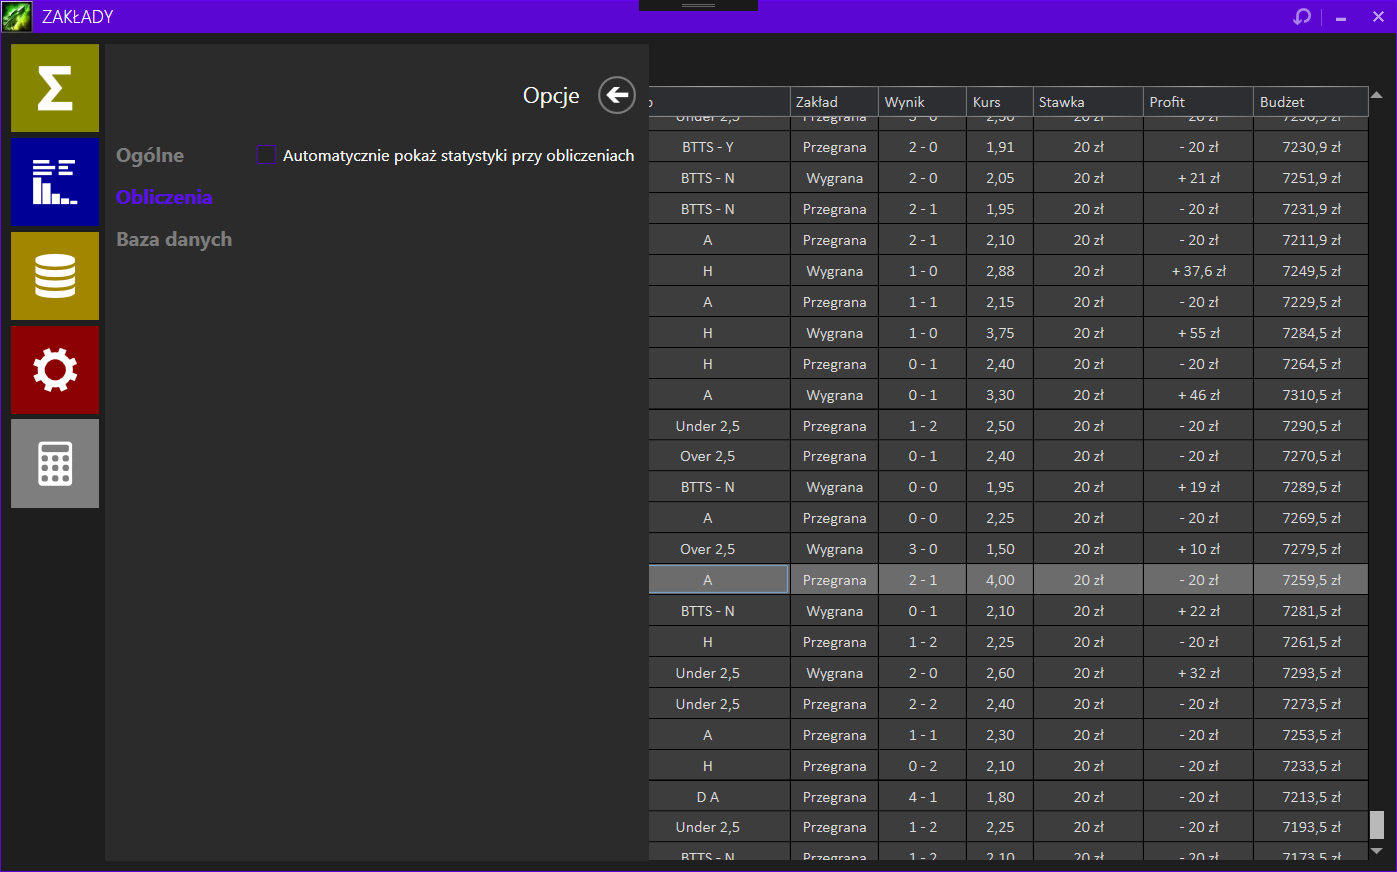 ZAKŁADY
Opcje
Ogólne
Automatycznie pokaż statystyki przy obliczeniach
Obliczenia
Baza danych
Zakład Wynik Kurs Stawka Profit Budżet
BTTS - Y Przegrana 2 - 0 1,91 20 zł - 20 zł 7230,9 zł
BTTS - N Wygrana 2 - 0 2,05 20 zł + 21 zł 7251,9 zł
BTTS - N Przegrana 2 - 1 1,95 20 zł - 20 zł 7231,9 zł
A Przegrana 2 - 1 2,10 20 zł - 20 zł 7211,9 zł
H Wygrana 1 - 0 2,88 20 zł + 37,6 zł 7249,5 zł
A Przegrana 1 - 1 2,15 20 zł - 20 zł 7229,5 zł
H Wygrana 1 - 0 3,75 20 zł + 55 zł 7284,5 zł
H Przegrana 0 - 1 2,40 20 zł - 20 zł 7264,5 zł
A Wygrana 0 - 1 3,30 20 zł + 46 zł 7310,5 zł
Under 2,5 Przegrana 1 - 2 2,50 20 zł - 20 zł 7290,5 zł
Over 2,5 Przegrana 0 - 1 2,40 20 zł - 20 zł 7270,5 zł
BTTS - N Wygrana 0 - 0 1,95 20 zł + 19 zł 7289,5 zł
A Przegrana 0 - 0 2,25 20 zł - 20 zł 7269,5 zł
Over 2,5 Wygrana 3 - 0 1,50 20 zł + 10 zł 7279,5 zł
A Przegrana 2 - 1 4,00 20 zł - 20 zł 7259,5 zł
BTTS - N Wygrana 0 - 1 2,10 20 zł + 22 zł 7281,5 zł
H Przegrana 1 - 2 2,25 20 zł - 20 zł 7261,5 zł
Under 2,5 Wygrana 2 - 0 2,60 20 zł + 32 zł 7293,5 zł
Under 2,5 Przegrana 2 - 2 2,40 20 zł - 20 zł 7273,5 zł
A Przegrana 1 - 1 2,30 20 zł - 20 zł 7253,5 zł
H Przegrana 0 - 2 2,10 20 zł - 20 zł 7233,5 zł
D A Przegrana 4 - 1 1,80 20 zł - 20 zł 7213,5 zł
Under 2,5 Przegrana 1 - 2 2,25 20 zł - 20 zł 7193,5 zł
BTTS - N Przegrana 1 - 2 2,10 20 zł - 20 zł 7173,5 zł